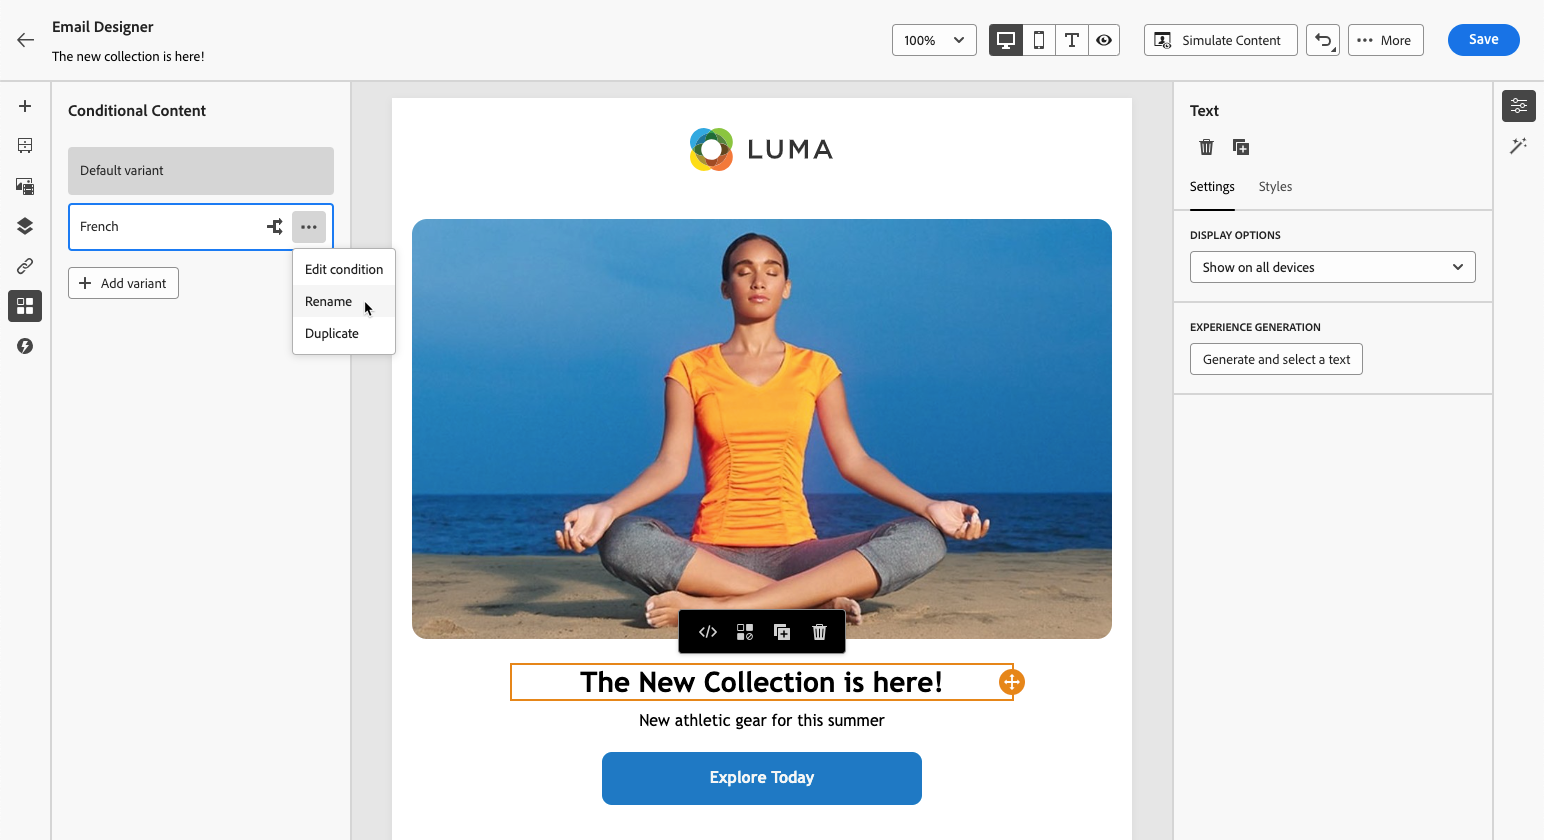 Email Designer
The new collection is here!
100%
Simulate Content
More
Save
Conditional Content
Default variant
French
Edit condition
Rename
Duplicate
Add variant
LUMA
The New Collection is here!
New athletic gear for this summer
Explore Today
Text
Settings
Styles
DISPLAY OPTIONS
Show on all devices
EXPERIENCE GENERATION
Generate and select a text